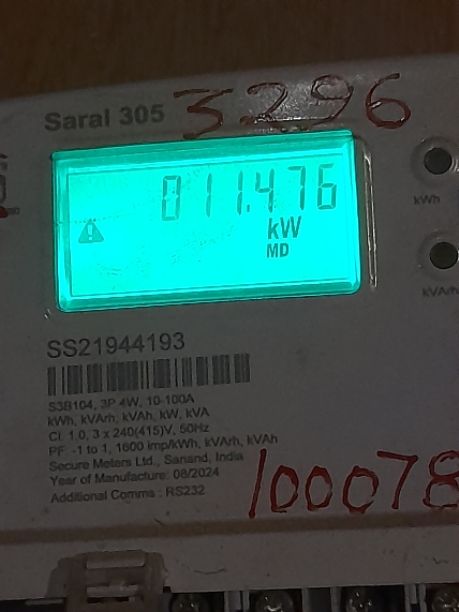 Saral 305
3296
011.476
kW
MD
kWh
kVArh
SS21944193
S3B104, 3P 4W, 10-100A
kWh, kVArh, kVAh, kW, kVA
Cl. 1.0, 3 x 240(415)V, 50Hz
PF: -1 to 1, 1600 imp/kWh, kVArh, kVAh
Secure Meters Ltd., Sanand, India
Year of Manufacture: 08/2024
Additional Comms : RS232
100078